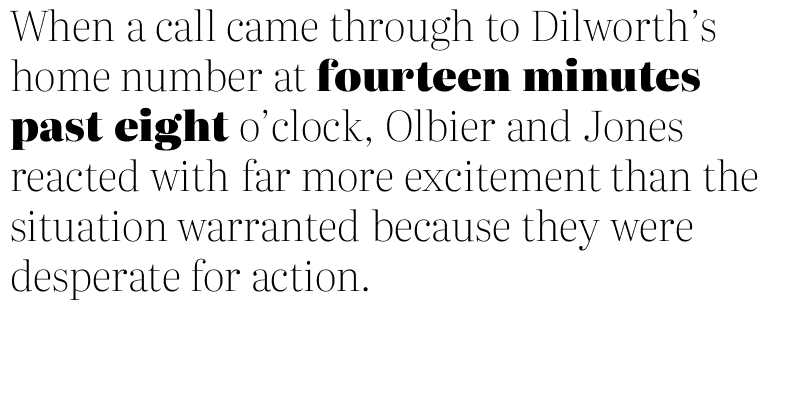 When a call came through to Dilworth’s
home number at fourteen minutes
past eight o’clock, Olbier and Jones
reacted with far more excitement than the
situation warranted because they were
desperate for action.